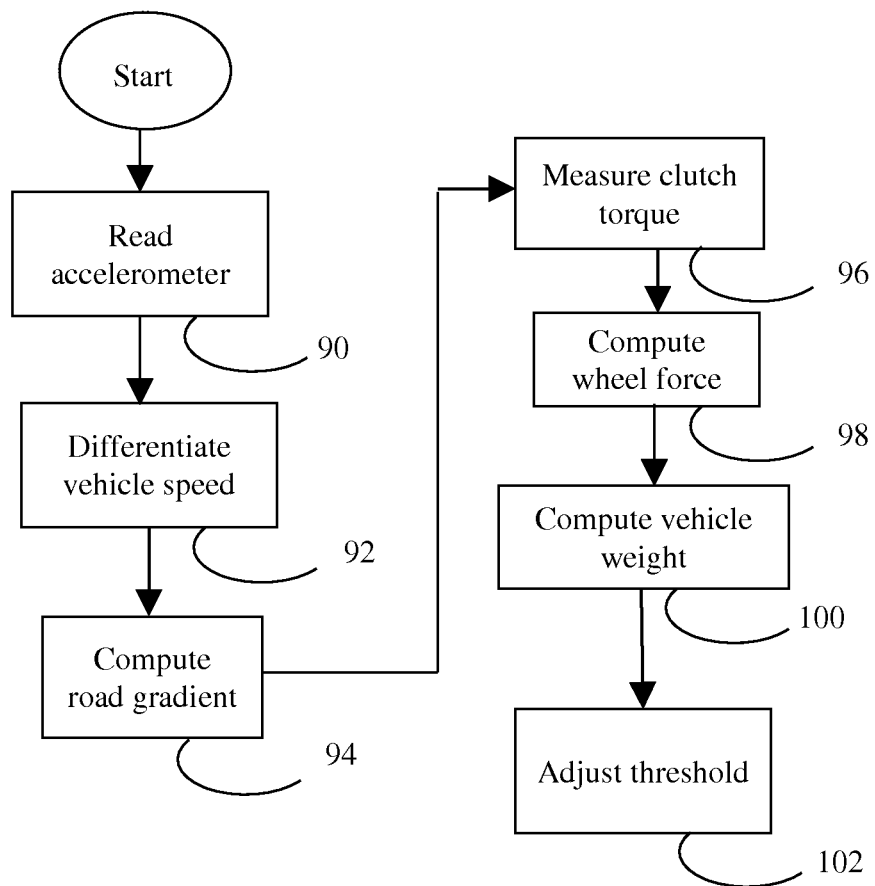 Start
Read
accelerometer
90
Differentiate
vehicle speed
92
Compute
road gradient
94
Measure clutch
torque
96
Compute
wheel force
98
Compute vehicle
weight
100
Adjust threshold
102